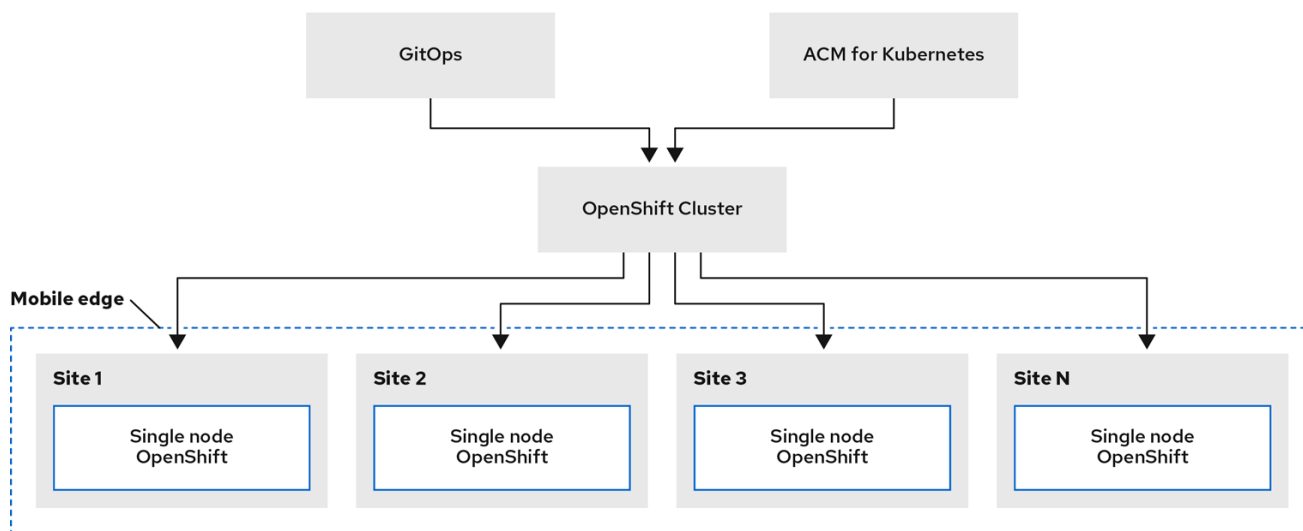 GitOps
ACM for Kubernetes
OpenShift Cluster
Mobile edge
Site 1
Single node
OpenShift
Site 2
Single node
OpenShift
Site 3
Single node
OpenShift
Site N
Single node
OpenShift